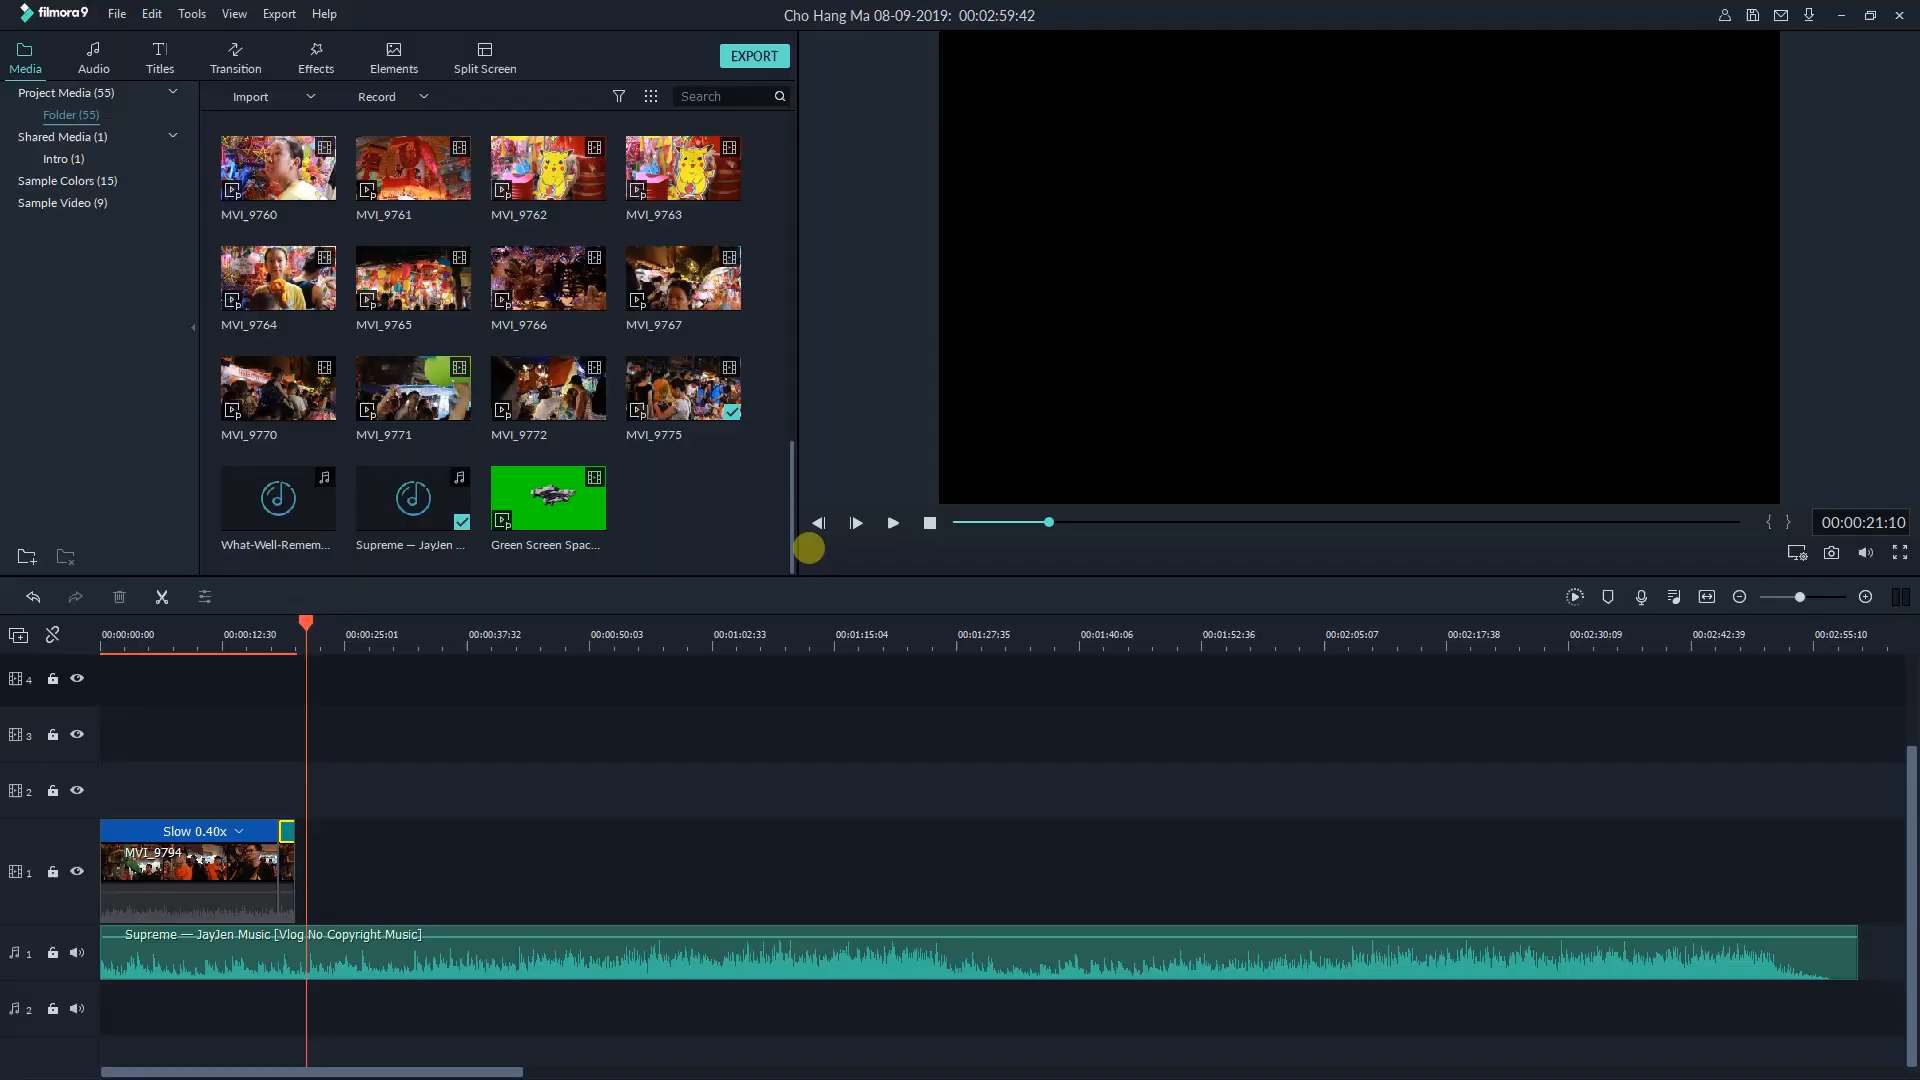 filmora9 File Edit Tools View Export Help Cho Hang Ma 08-09-2019: 00:02:59:42
Media Audio Titles Transition Effects Elements Split Screen EXPORT
Project Media (55)
Folder (55)
Shared Media (1)
Intro (1)
Sample Colors (15)
Sample Video (9)
Import Record Search
MVI_9760 MVI_9761 MVI_9762 MVI_9763
MVI_9764 MVI_9765 MVI_9766 MVI_9767
MVI_9770 MVI_9771 MVI_9772 MVI_9775
What-Well-Remem... Supreme — JayJen ... Green Screen Spac...
{ } 00:00:21:10
00:00:00:00 00:00:12:30 00:00:25:01 00:00:37:32 00:00:50:03 00:01:02:33 00:01:15:04 00:01:27:35 00:01:40:06 00:01:52:36 00:02:05:07 00:02:17:38 00:02:30:09 00:02:42:39 00:02:55:10
4
3
2
Slow 0.40x
MVI_9794
1
Supreme — JayJen Music [Vlog No Copyright Music]
1
2